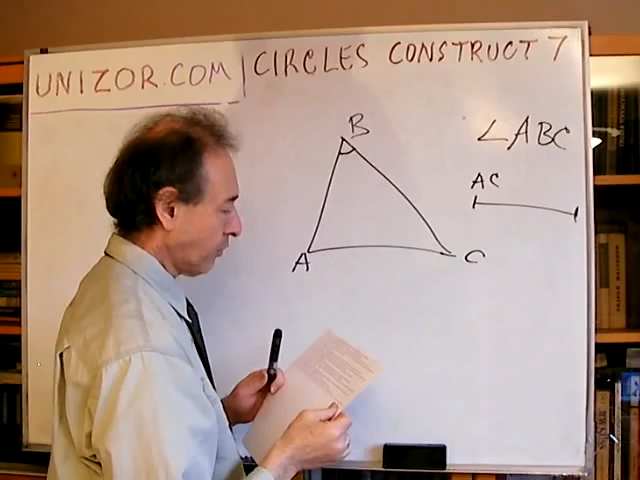 UNIZOR.COM | CIRCLES CONSTRUCT 7
B
∠ABC
AC
A
C